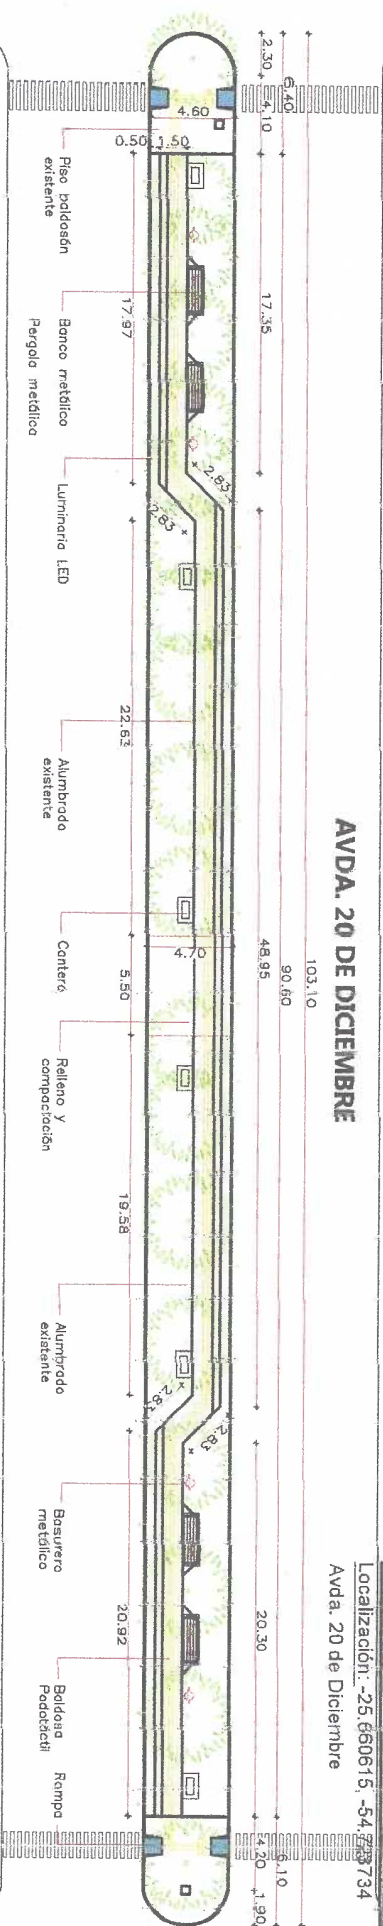 AVDA. 20 DE DICIEMBRE
Localización: -25.660615, -54.723734
Avda. 20 de Diciembre
103.10
6.40
90.60
6.10
2.30
4.10
17.35
48.95
20.30
4.20
1.90
4.60
0.50
1.50
2.83
2.83
4.70
2.83
2.83
17.97
22.63
5.50
19.58
20.92
Piso baldosón
existente
Banco metálico
Pergola metálica
Luminaria LED
Alumbrado
existente
Cantero
Relleno y
compactación
Alumbrado
existente
Basurero
metálico
Baldosa
Podotáctil
Rampa